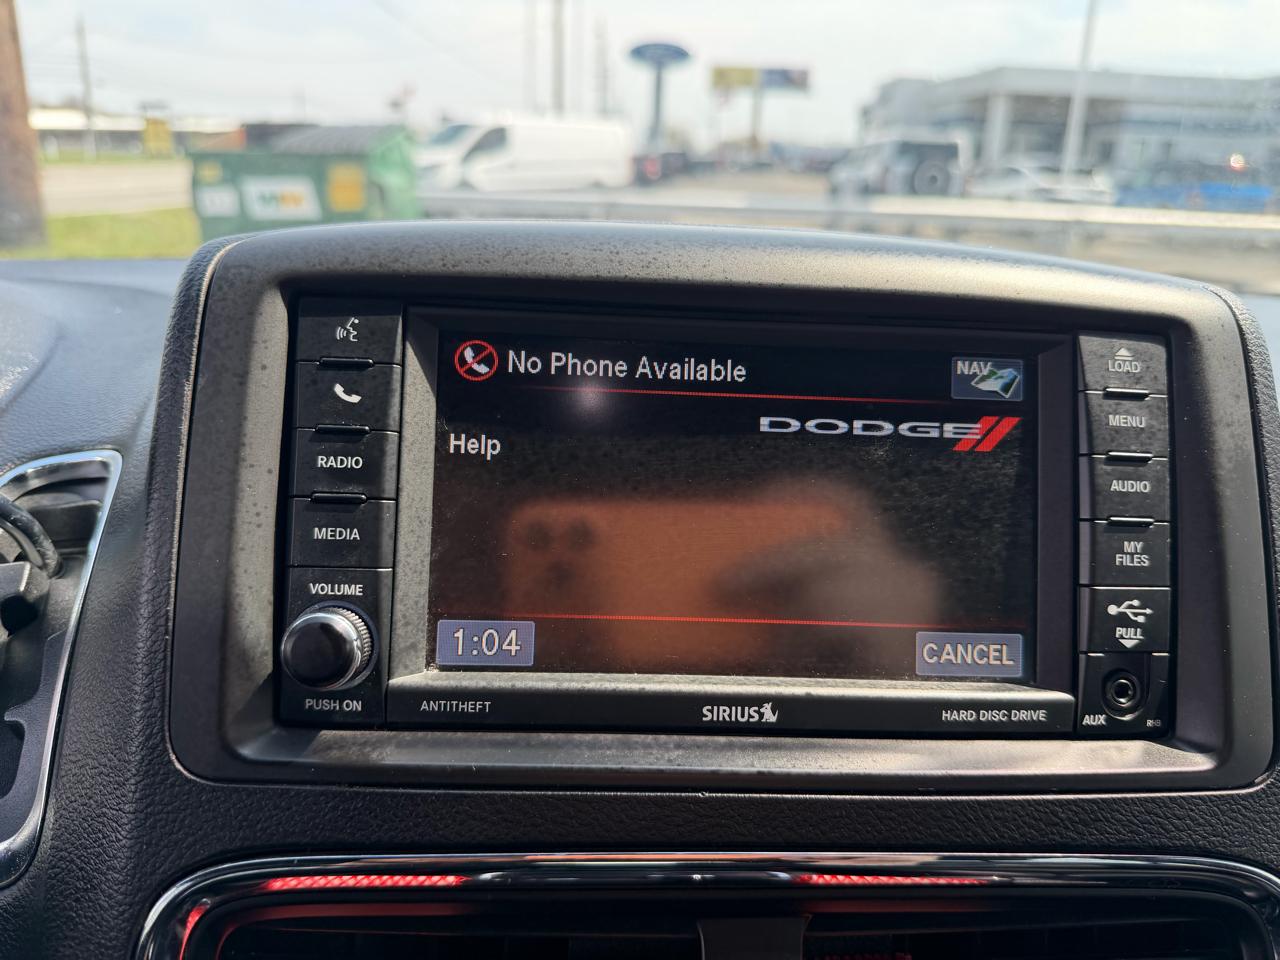 No Phone Available
NAV
LOAD
DODGE
MENU
Help
RADIO
AUDIO
MEDIA
MY
FILES
VOLUME
PULL
1:04
CANCEL
PUSH ON
ANTITHEFT
SIRIUS
HARD DISC DRIVE
AUX